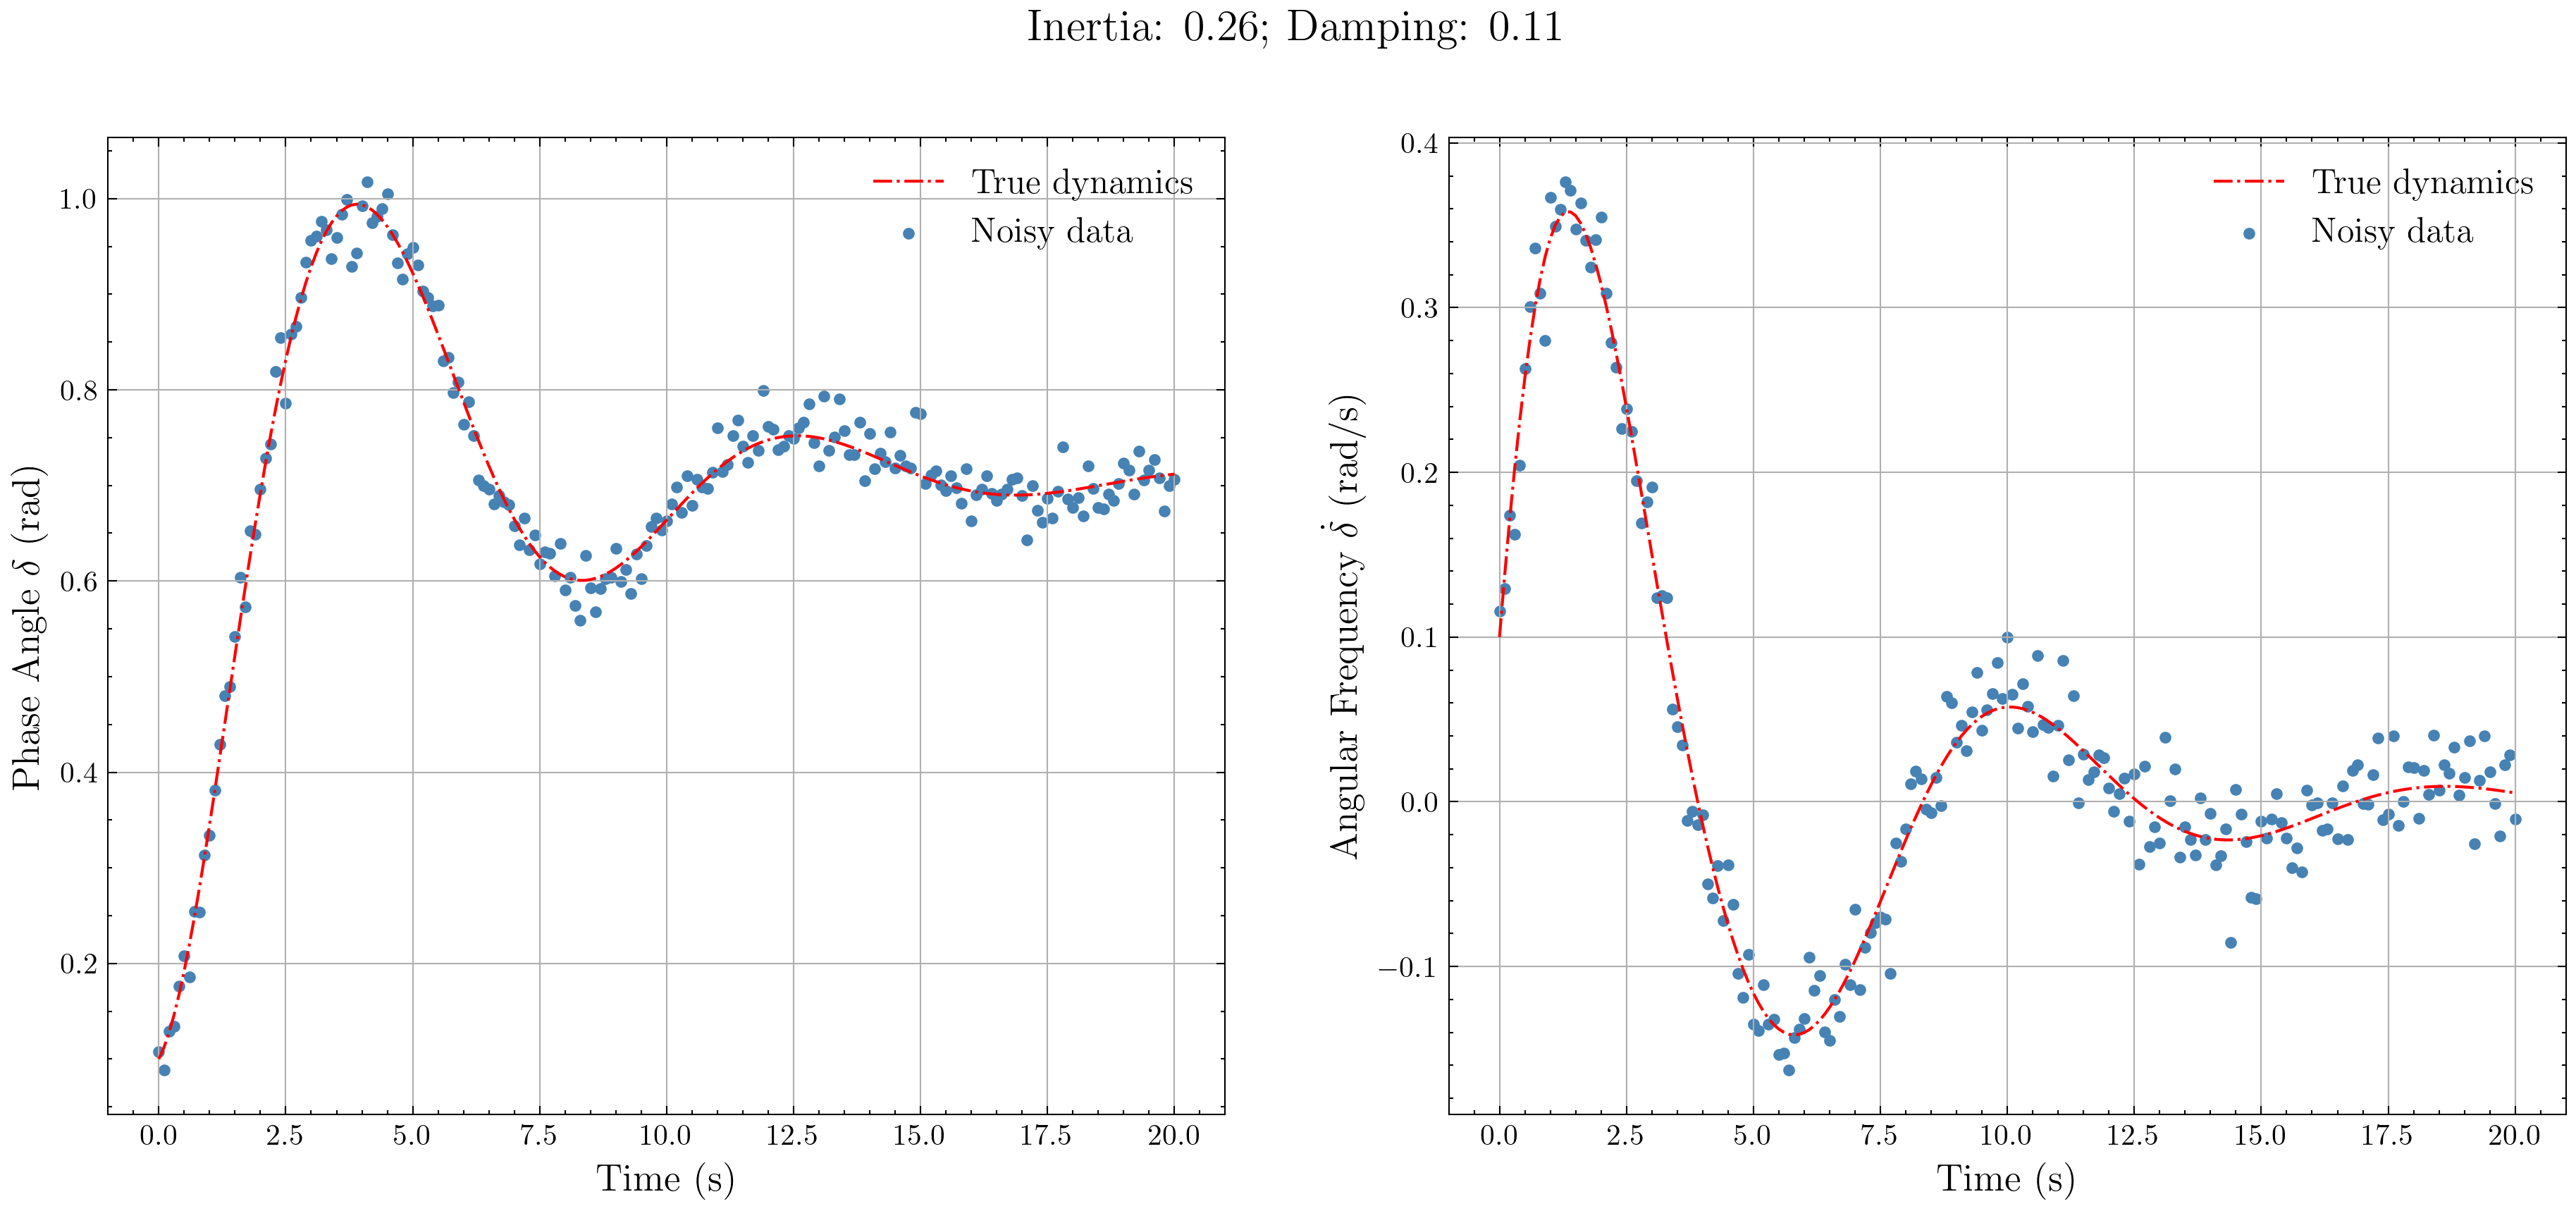 Inertia: 0.26; Damping: 0.11
Phase Angle δ (rad)
1.0
0.8
0.6
0.4
0.2
True dynamics
Noisy data
0.0 2.5 5.0 7.5 10.0 12.5 15.0 17.5 20.0
Time (s)
Angular Frequency δ̇ (rad/s)
0.4
0.3
0.2
0.1
0.0
−0.1
True dynamics
Noisy data
0.0 2.5 5.0 7.5 10.0 12.5 15.0 17.5 20.0
Time (s)